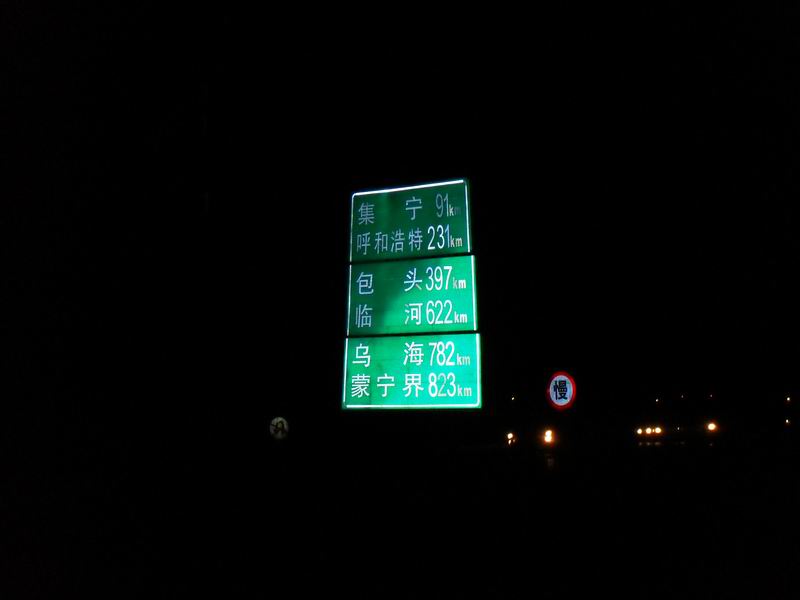 集宁 91km
呼和浩特 231km
包头 397km
临河 622km
乌海 782km
蒙宁界 823km
慢